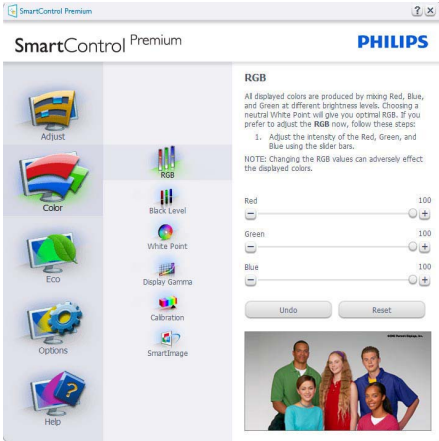 SmartControl Premium
? x
SmartControl Premium
PHILIPS
Adjust
Color
Eco
Options
Help
RGB
Black Level
White Point
Display Gamma
Calibration
SmartImage
RGB
All displayed colors are produced by mixing Red, Blue,
and Green at different brightness levels. Choosing a
neutral White Point will give you optimal RGB. If you
prefer to adjust the RGB now, follow these steps:
1. Adjust the intensity of the Red, Green, and
Blue using the slider bars.
NOTE: Changing the RGB values can adversely effect
the displayed colors.
Red 100
Green 100
Blue 100
Undo Reset